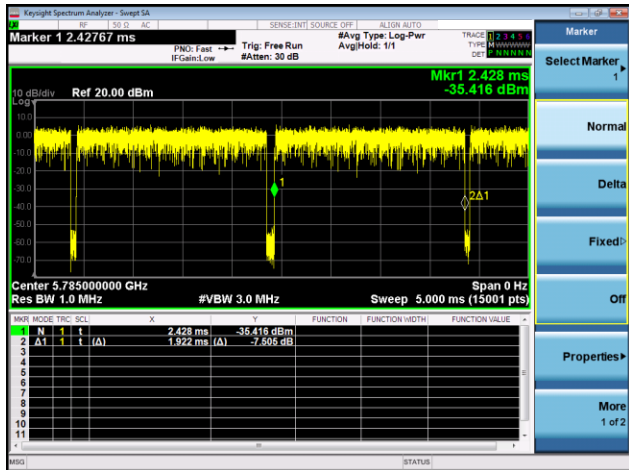 Keysight Spectrum Analyzer - Swept SA
RF 50 Ω AC SENSE:INT SOURCE OFF ALIGN AUTO
Marker 1 2.42767 ms
PNO: Fast
IFGain:Low
Trig: Free Run
#Atten: 30 dB
#Avg Type: Log-Pwr
Avg|Hold: 1/1
TRACE 1 2 3 4 5 6
TYPE M WWWWW
DET P N N N N N
Marker
Select Marker
1
Normal
Delta
Fixed
Off
Properties
More
1 of 2
Mkr1 2.428 ms
-35.416 dBm
10 dB/div
Log
Ref 20.00 dBm
10.0
0.00
-10.0
-20.0
-30.0
-40.0
-50.0
-60.0
-70.0
1
2Δ1
Center 5.785000000 GHz Span 0 Hz
Res BW 1.0 MHz #VBW 3.0 MHz Sweep 5.000 ms (15001 pts)
MKR MODE TRC SCL X Y FUNCTION FUNCTION WIDTH FUNCTION VALUE
1 N 1 t 2.428 ms -35.416 dBm
2 Δ1 1 t (Δ) 1.922 ms (Δ) -7.505 dB
3
4
5
6
7
8
9
10
11
MSG STATUS